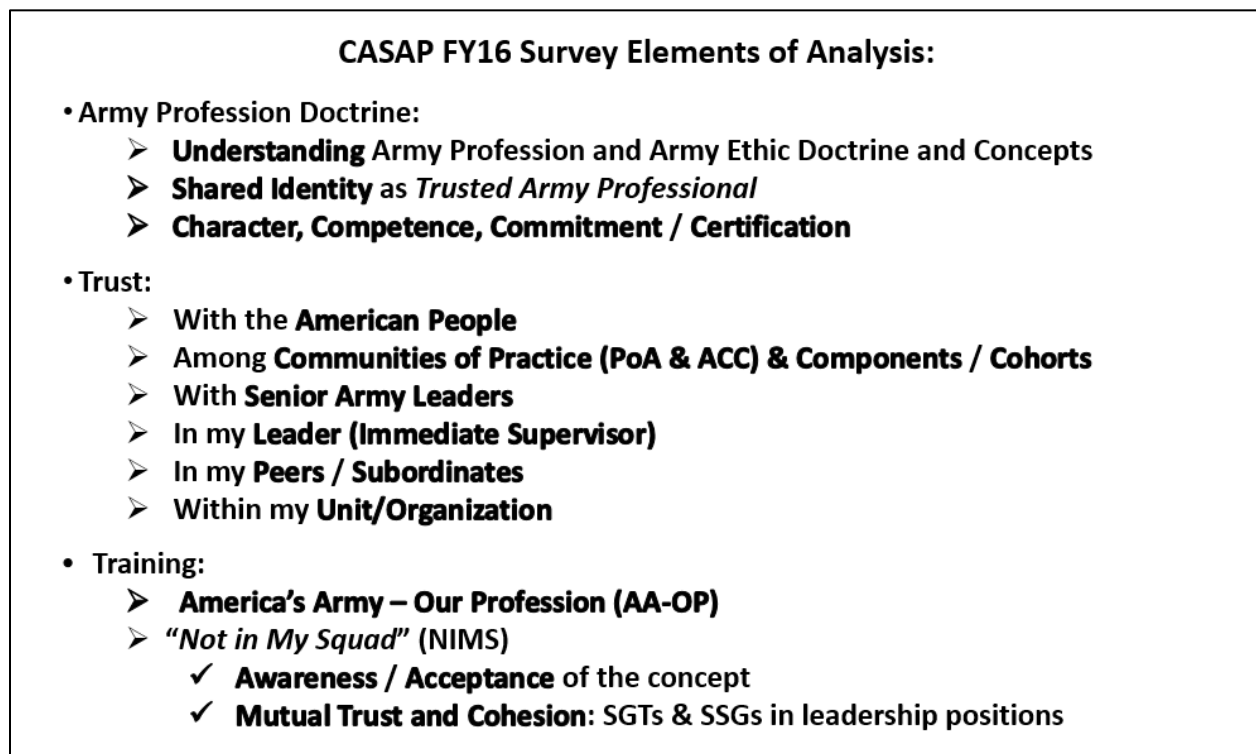 CASAP FY16 Survey Elements of Analysis:
• Army Profession Doctrine:
➢ Understanding Army Profession and Army Ethic Doctrine and Concepts
➢ Shared Identity as Trusted Army Professional
➢ Character, Competence, Commitment / Certification
• Trust:
➢ With the American People
➢ Among Communities of Practice (PoA & ACC) & Components / Cohorts
➢ With Senior Army Leaders
➢ In my Leader (Immediate Supervisor)
➢ In my Peers / Subordinates
➢ Within my Unit/Organization
• Training:
➢ America’s Army – Our Profession (AA-OP)
➢ “Not in My Squad” (NIMS)
✓ Awareness / Acceptance of the concept
✓ Mutual Trust and Cohesion: SGTs & SSGs in leadership positions